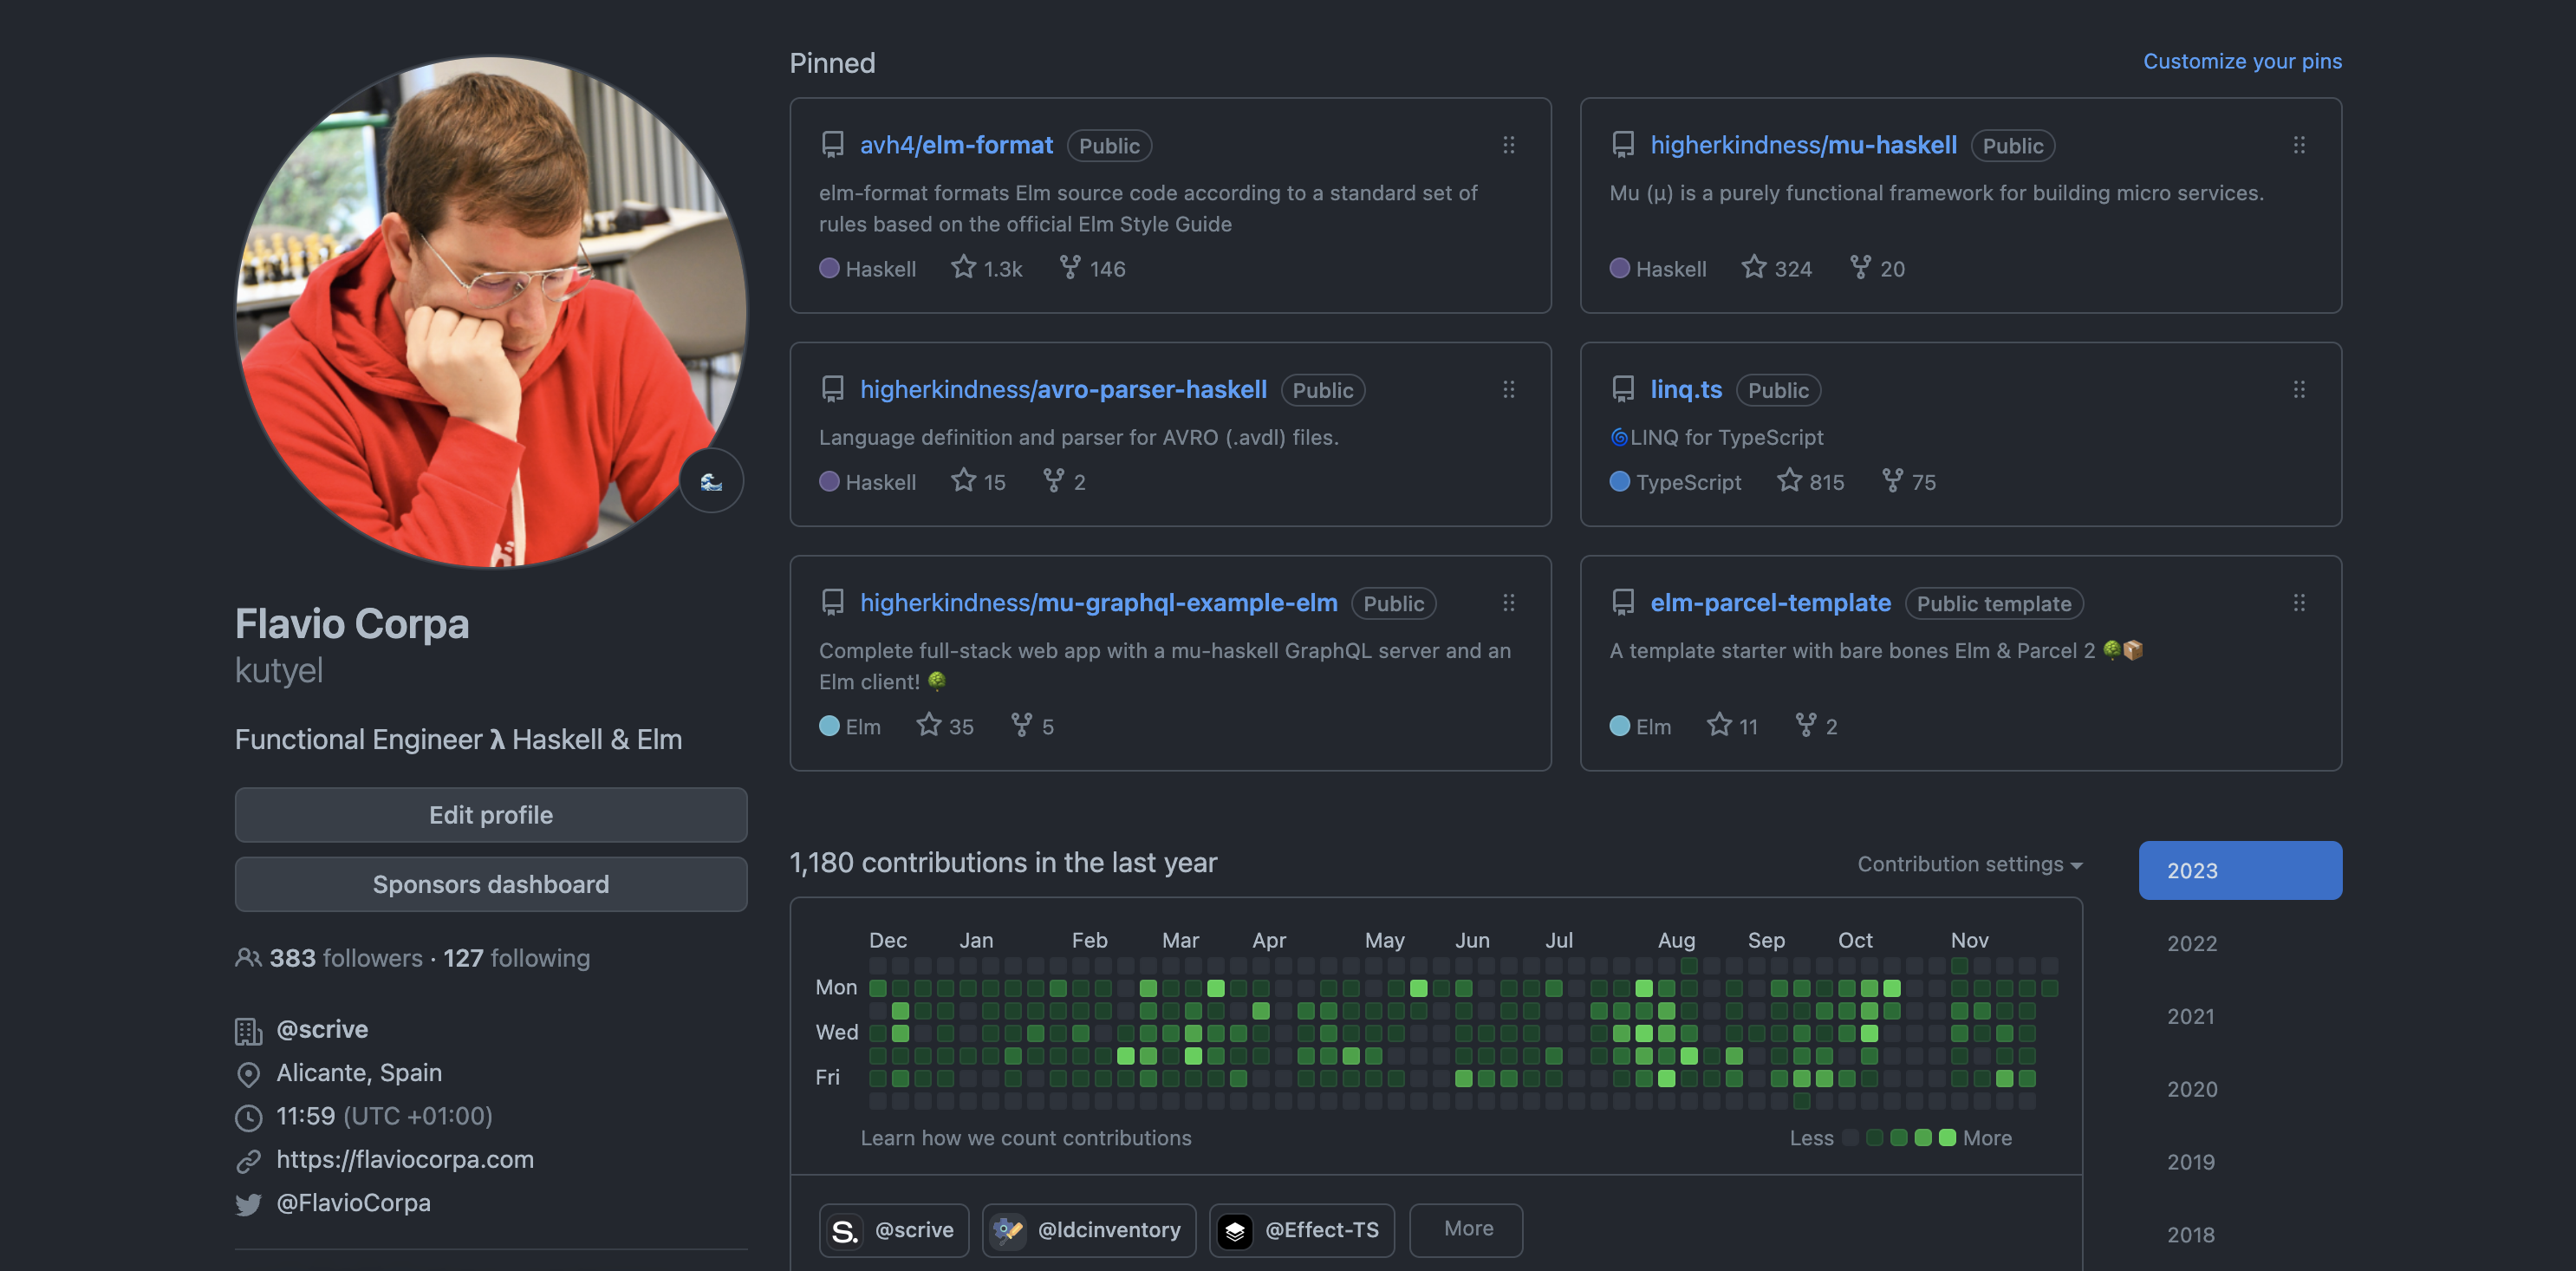 Flavio Corpa
kutyel
Functional Engineer λ Haskell & Elm
Edit profile
Sponsors dashboard
383 followers · 127 following
@scrive
Alicante, Spain
11:59 (UTC +01:00)
https://flaviocorpa.com
@FlavioCorpa
Pinned
Customize your pins
avh4/elm-format Public
elm-format formats Elm source code according to a standard set of
rules based on the official Elm Style Guide
Haskell 1.3k 146
higherkindness/mu-haskell Public
Mu (μ) is a purely functional framework for building micro services.
Haskell 324 20
higherkindness/avro-parser-haskell Public
Language definition and parser for AVRO (.avdl) files.
Haskell 15 2
linq.ts Public
🌀LINQ for TypeScript
TypeScript 815 75
higherkindness/mu-graphql-example-elm Public
Complete full-stack web app with a mu-haskell GraphQL server and an
Elm client! 🌳
Elm 35 5
elm-parcel-template Public template
A template starter with bare bones Elm & Parcel 2 🌳📦
Elm 11 2
1,180 contributions in the last year
Contribution settings
Dec Jan Feb Mar Apr May Jun Jul Aug Sep Oct Nov
Mon
Wed
Fri
Learn how we count contributions
Less More
S. @scrive @ldcinventory @Effect-TS More
2023
2022
2021
2020
2019
2018